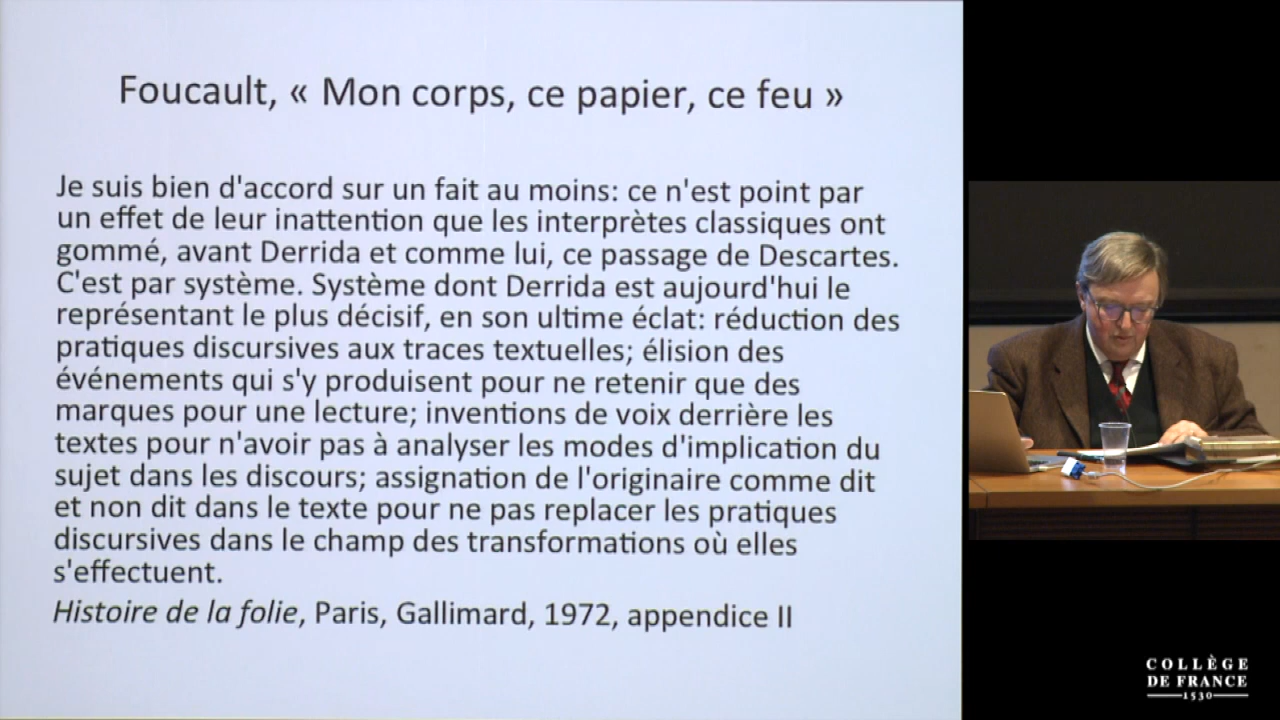 Foucault, « Mon corps, ce papier, ce feu »
Je suis bien d'accord sur un fait au moins: ce n'est point par
un effet de leur inattention que les interprètes classiques ont
gommé, avant Derrida et comme lui, ce passage de Descartes.
C'est par système. Système dont Derrida est aujourd'hui le
représentant le plus décisif, en son ultime éclat: réduction des
pratiques discursives aux traces textuelles; élision des
événements qui s'y produisent pour ne retenir que des
marques pour une lecture; inventions de voix derrière les
textes pour n'avoir pas à analyser les modes d'implication du
sujet dans les discours; assignation de l'originaire comme dit
et non dit dans le texte pour ne pas replacer les pratiques
discursives dans le champ des transformations où elles
s'effectuent.
Histoire de la folie, Paris, Gallimard, 1972, appendice II
COLLÈGE
DE FRANCE
1530